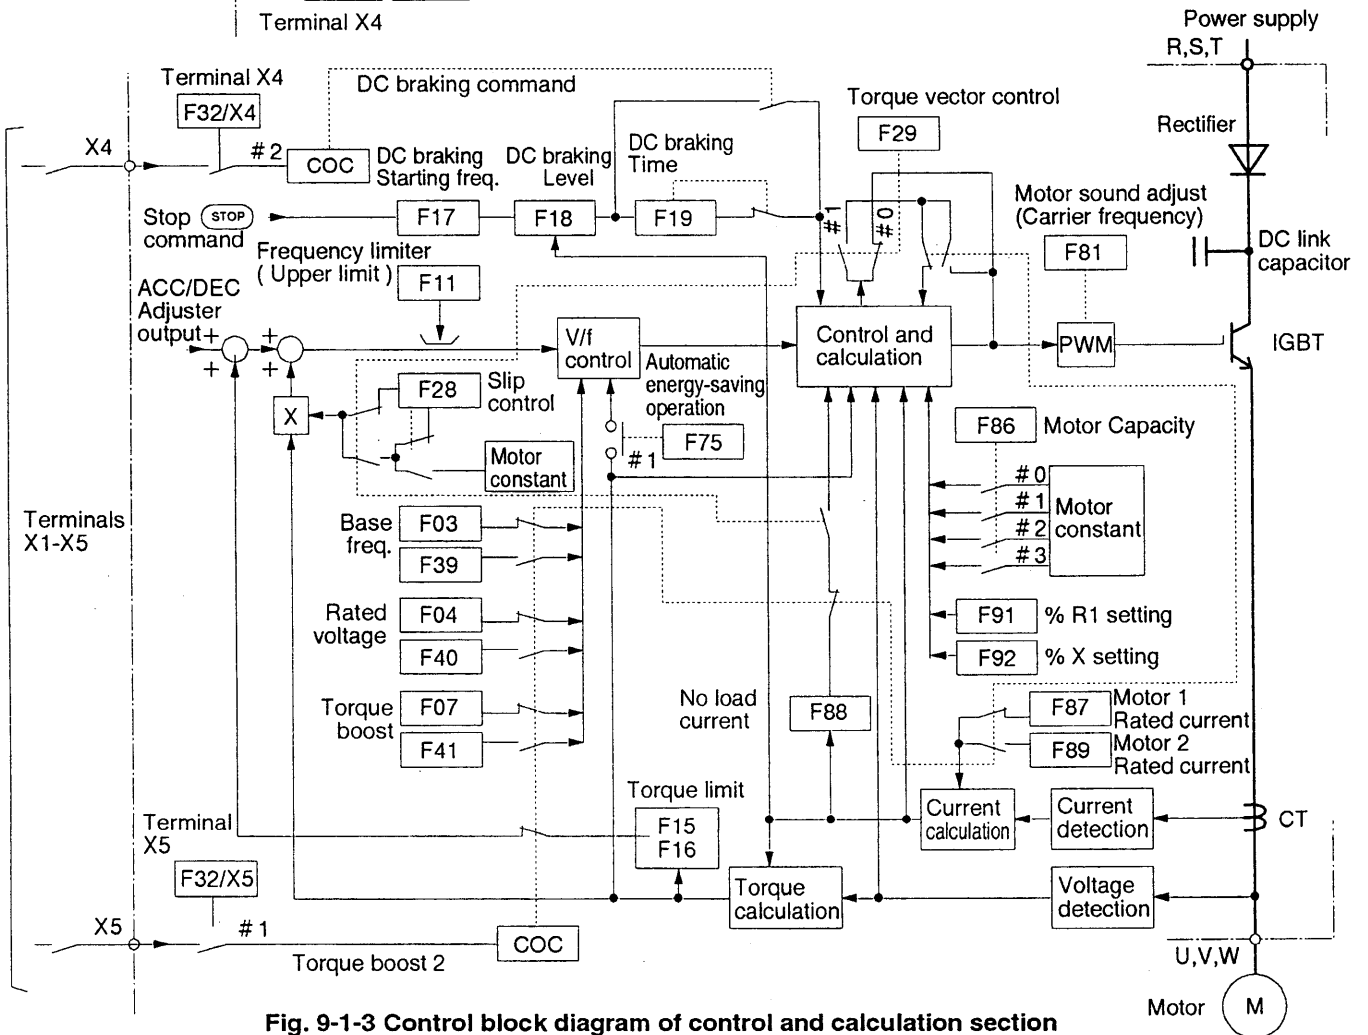 Terminal X4
Power supply
R,S,T
Terminal X4
F32/X4
DC braking command
Torque vector control
F29
Rectifier
X4
#2
COC
DC braking
Starting freq.
DC braking
Level
DC braking
Time
Stop
command
STOP
F17
F18
F19
#1
#0
Motor sound adjust
(Carrier frequency)
F81
DC link
capacitor
Frequency limiter
( Upper limit )
F11
ACC/DEC
Adjuster
output
+
+
+
+
V/f
control
Control and
calculation
PWM
IGBT
Automatic
energy-saving
operation
F75
#1
X
F28
Slip
control
Motor
constant
F86
Motor Capacity
#0
#1
#2
#3
Motor
constant
Terminals
X1-X5
Base
freq.
F03
F39
Rated
voltage
F04
F40
Torque
boost
F07
F41
F91
% R1 setting
F92
% X setting
No load
current
F88
F87
Motor 1
Rated current
F89
Motor 2
Rated current
Torque limit
F15
F16
Current
calculation
Current
detection
CT
Terminal
X5
F32/X5
Torque
calculation
Voltage
detection
X5
#1
COC
Torque boost 2
U,V,W
Motor
M
Fig. 9-1-3 Control block diagram of control and calculation section